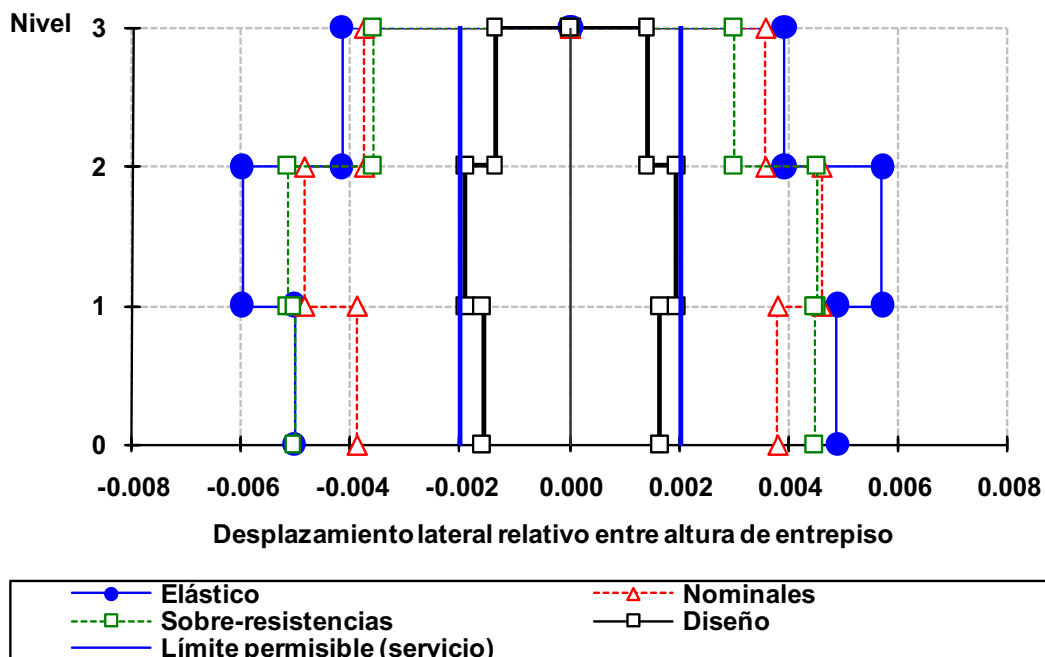 Nivel
3
2
1
0
-0.008 -0.006 -0.004 -0.002 0.000 0.002 0.004 0.006 0.008
Desplazamiento lateral relativo entre altura de entrepiso
Elástico Nominales
Sobre-resistencias Diseño
Límite permisible (servicio)